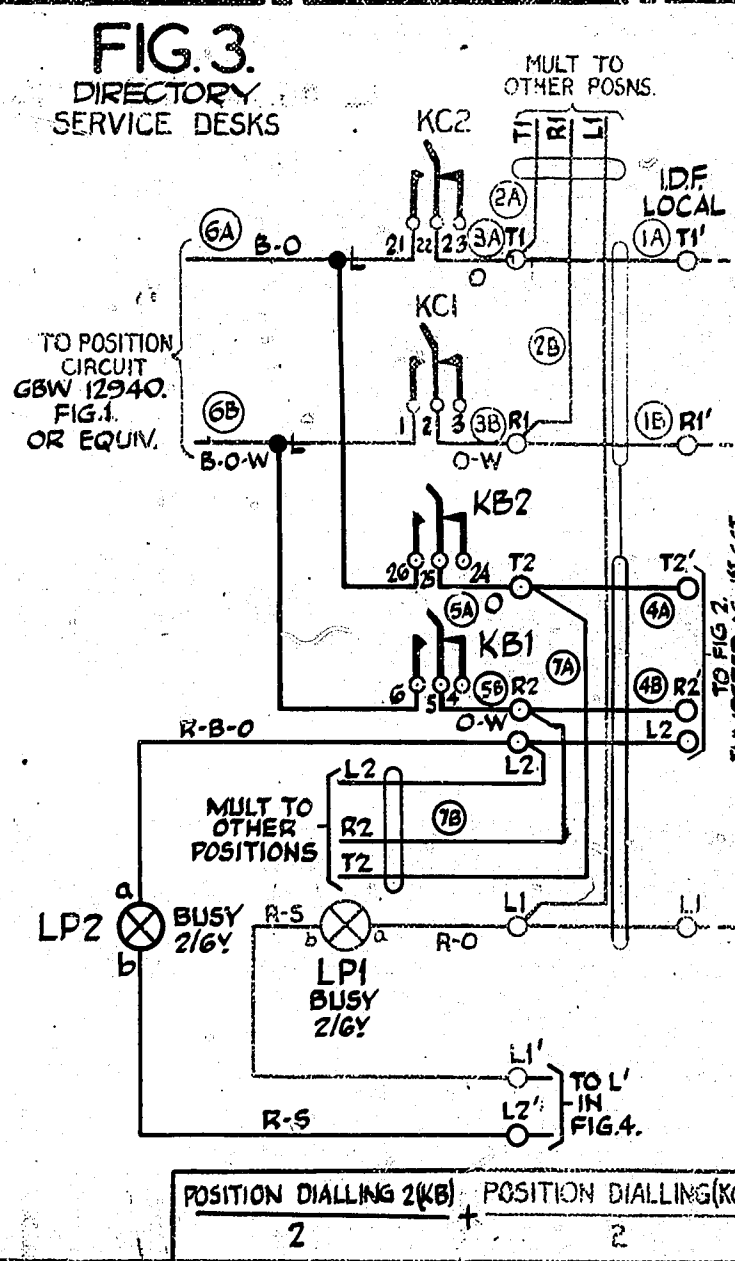 FIG. 3.
DIRECTORY
SERVICE DESKS
MULT TO
OTHER POSNS.
T1 R1 L1
KC2
2A
I.D.F.
LOCAL
6A
B-O
L
21 22 23
3A T1
O
1A T1'
KC1
2B
TO POSITION
CIRCUIT
GBW 12940.
FIG.1.
OR EQUIV.
6B
B-O-W
L
1 2 3
3B R1
O-W
1B R1'
KB2
26 25 24
T2
T2'
5A O
4A
KB1
7A
TO FIG 2.
6 5 4
5B R2
O-W
4B R2'
R-B-O
L2
L2
MULT TO
OTHER
POSITIONS
L2
R2
T2
7B
a
LP2
b
BUSY
2/6V
R-S
b a
R-O
L1
L1
LP1
BUSY
2/6V
L1'
L2'
TO L'
IN
FIG.4.
R-S
POSITION DIALLING 2(KB) + POSITION DIALLING(KC
2 2